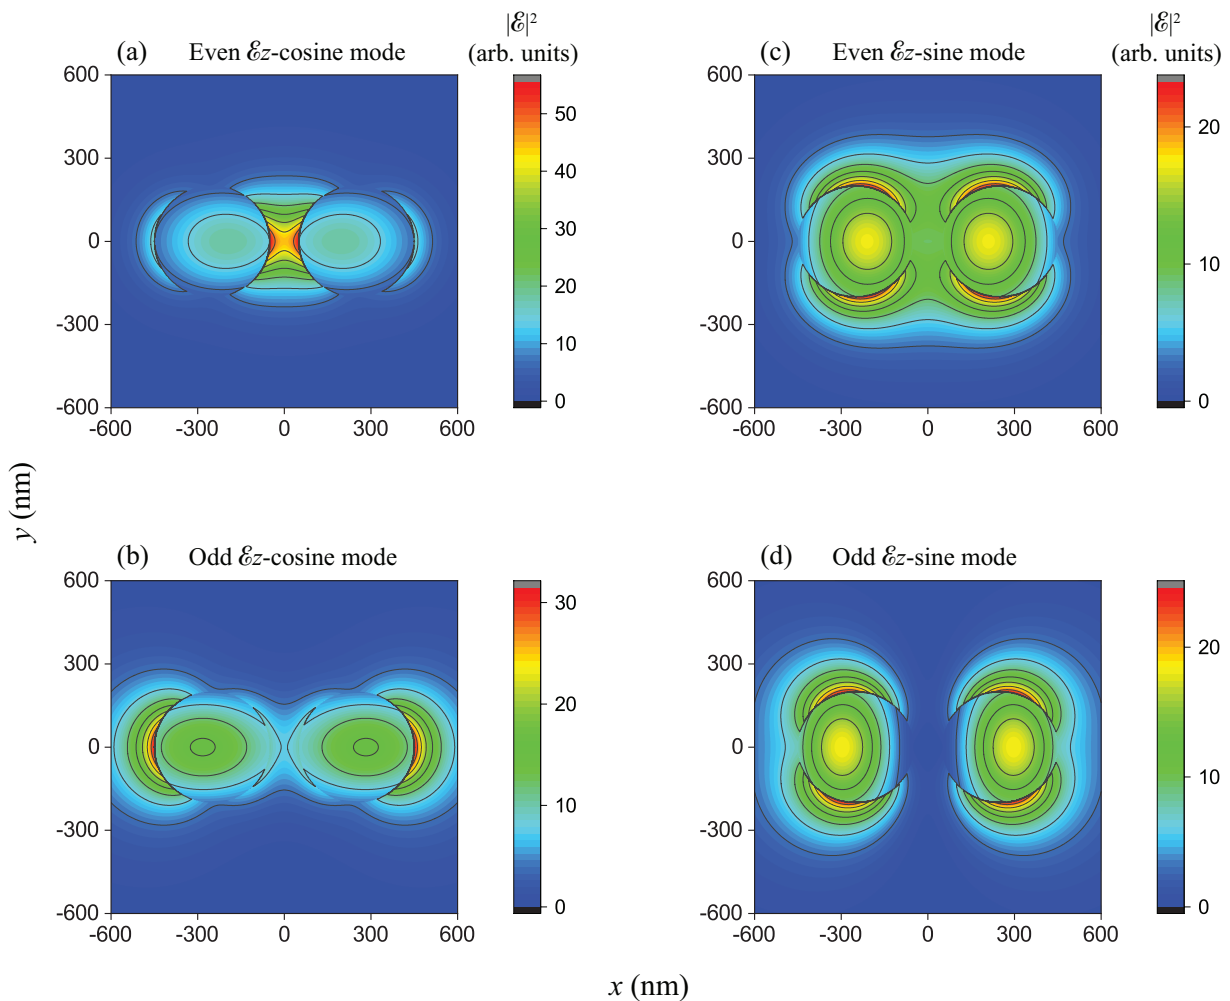 |ℰ|² |ℰ|²
(a) Even ℰz-cosine mode (arb. units) (c) Even ℰz-sine mode (arb. units)
600 600
50
300 40 300 20
0 30 0
20 10
-300 10 -300
-600 0 -600 0
-600 -300 0 300 600 -600 -300 0 300 600
y (nm)
(b) Odd ℰz-cosine mode (d) Odd ℰz-sine mode
600 30 600
300 20 300 20
0 0
10 10
-300 -300
-600 0 -600 0
-600 -300 0 300 600 -600 -300 0 300 600
x (nm)